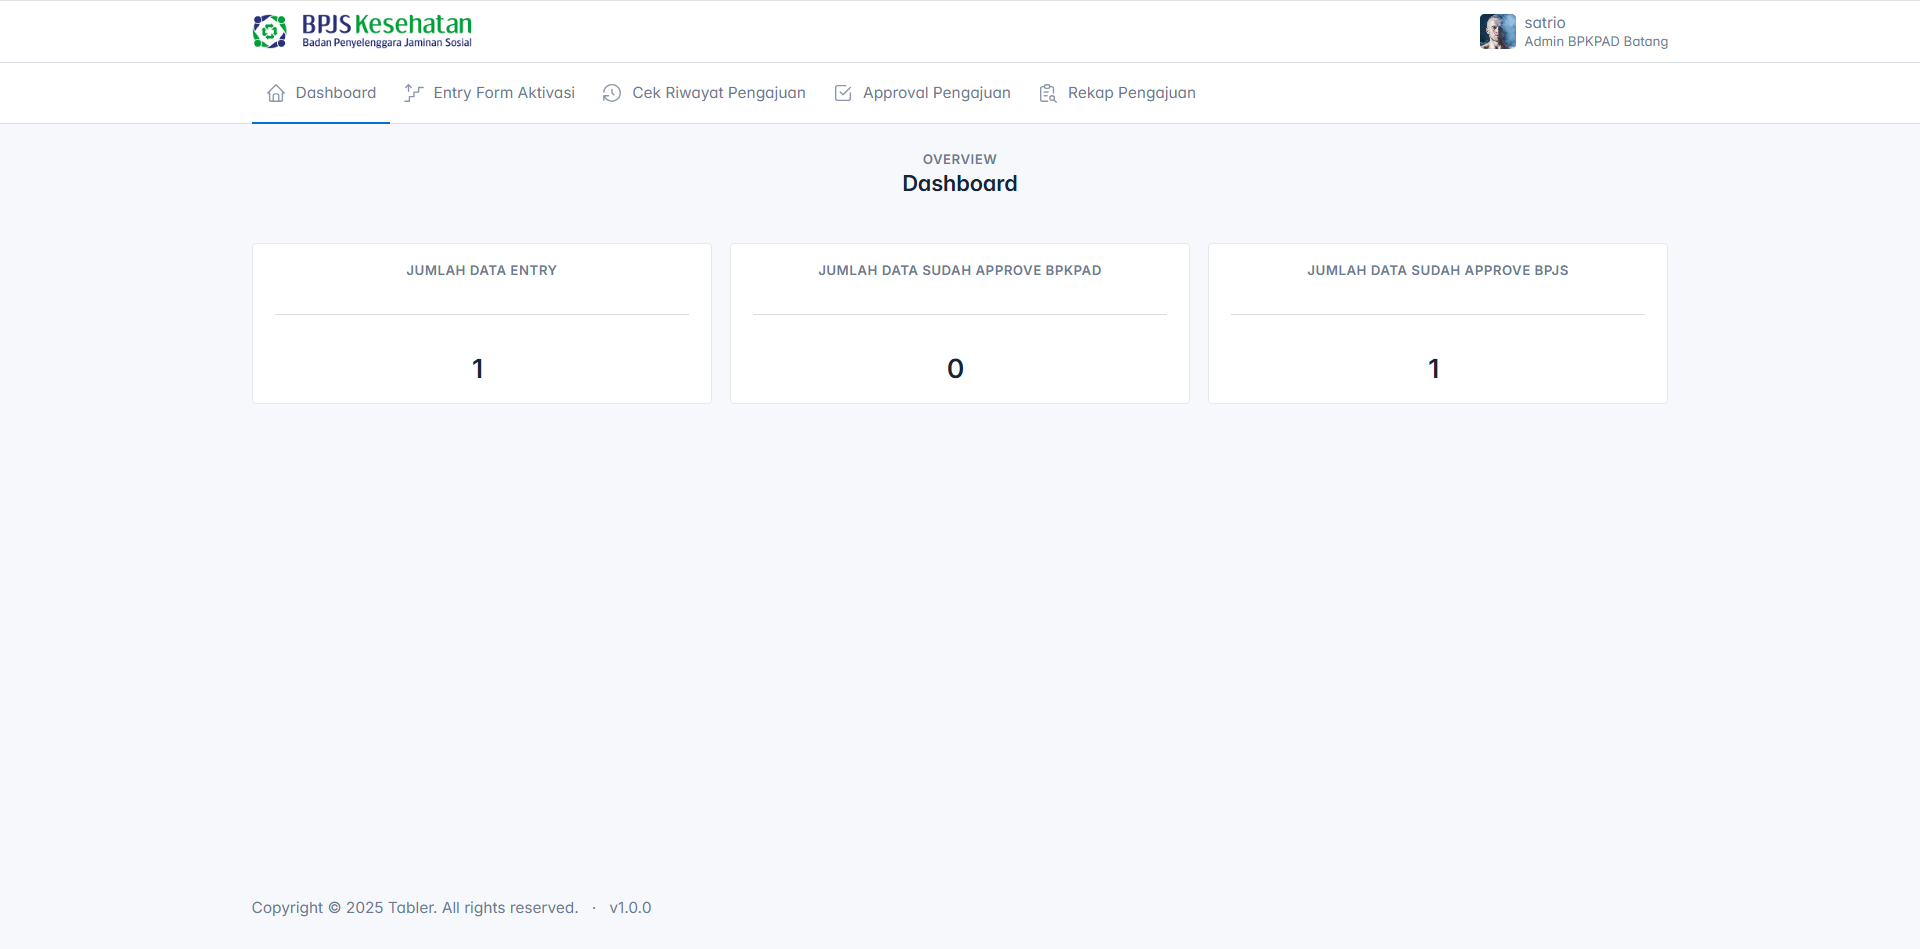 BPJS Kesehatan
Badan Penyelenggara Jaminan Sosial
satrio
Admin BPKPAD Batang
Dashboard
Entry Form Aktivasi
Cek Riwayat Pengajuan
Approval Pengajuan
Rekap Pengajuan
OVERVIEW
Dashboard
JUMLAH DATA ENTRY
1
JUMLAH DATA SUDAH APPROVE BPKPAD
0
JUMLAH DATA SUDAH APPROVE BPJS
1
Copyright © 2025 Tabler. All rights reserved. · v1.0.0